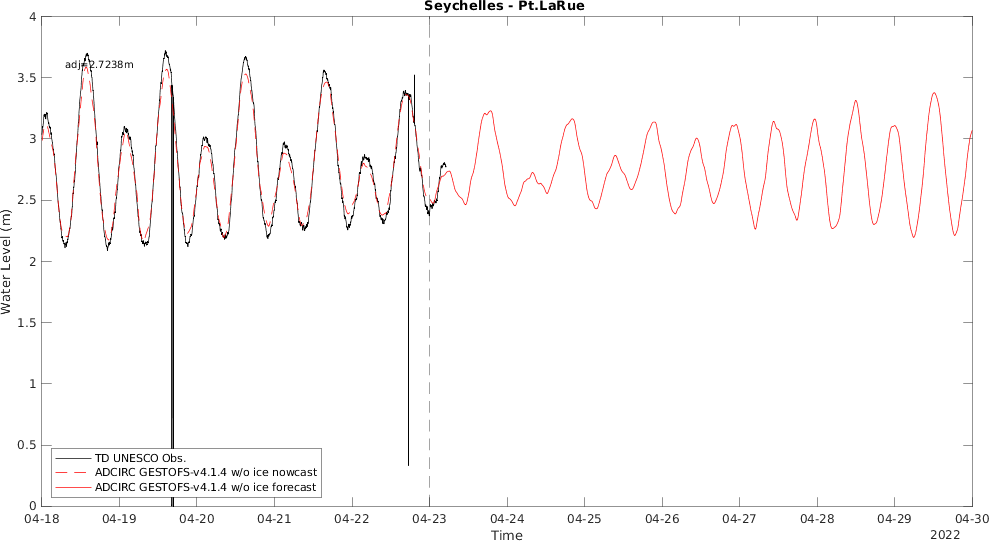 Seychelles - Pt.LaRue
adj= 2.7238m
4
3.5
3
2.5
2
1.5
1
0.5
0
Water Level (m)
TD UNESCO Obs.
ADCIRC GESTOFS-v4.1.4 w/o ice nowcast
ADCIRC GESTOFS-v4.1.4 w/o ice forecast
04-18 04-19 04-20 04-21 04-22 04-23 04-24 04-25 04-26 04-27 04-28 04-29 04-30
Time
2022